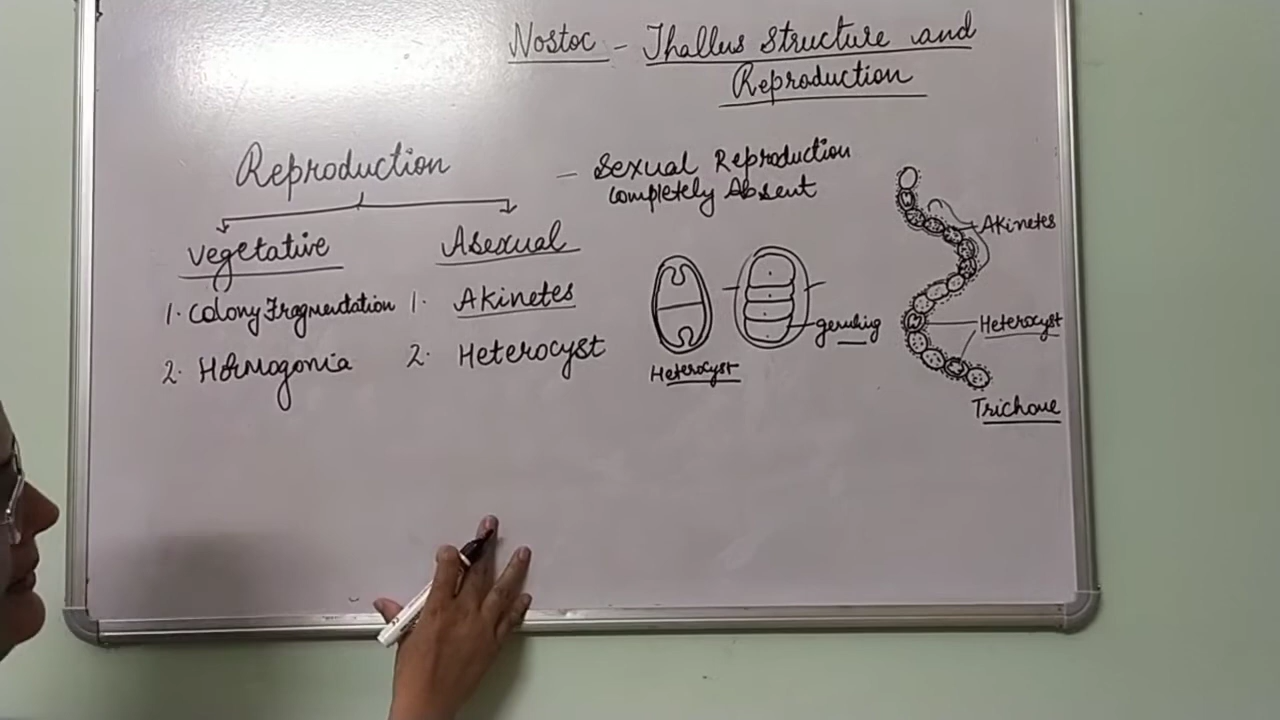 Nostoc - Thallus Structure and
Reproduction
Reproduction
- Sexual Reproduction
Completely Absent
Vegetative
Asexual
1. Colony Fragmentation
2. Hormogonia
1. Akinetes
2. Heterocyst
Heterocyst
Akinetes
Heterocyst
Trichome